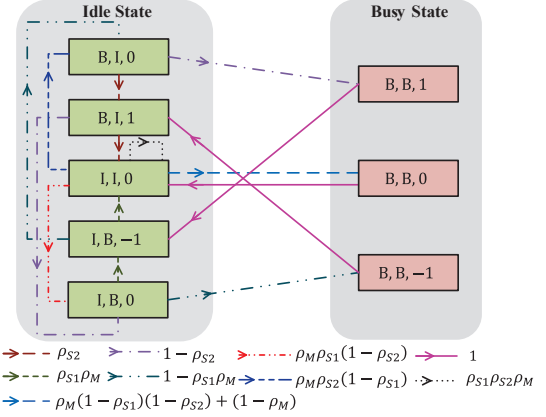 Idle State
Busy State
B, I, 0
B, I, 1
I, I, 0
I, B, −1
I, B, 0
B, B, 1
B, B, 0
B, B, −1
ρS2
1 − ρS2
ρMρS1(1 − ρS2)
1
ρS1ρM
1 − ρS1ρM
ρMρS2(1 − ρS1)
ρS1ρS2ρM
ρM(1 − ρS1)(1 − ρS2) + (1 − ρM)